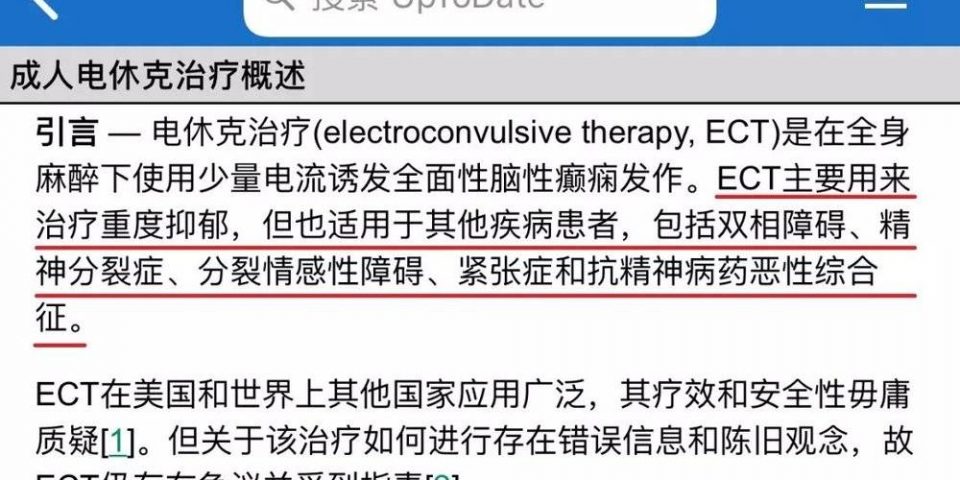 搜索 UpToDate
成人电休克治疗概述
引言 — 电休克治疗(electroconvulsive therapy, ECT)是在全身
麻醉下使用少量电流诱发全面性脑性癫痫发作。ECT主要用来
治疗重度抑郁，但也适用于其他疾病患者，包括双相障碍、精
神分裂症、分裂情感性障碍、紧张症和抗精神病药恶性综合
征。
ECT在美国和世界上其他国家应用广泛，其疗效和安全性毋庸
质疑[1]。但关于该治疗如何进行存在错误信息和陈旧观念，故